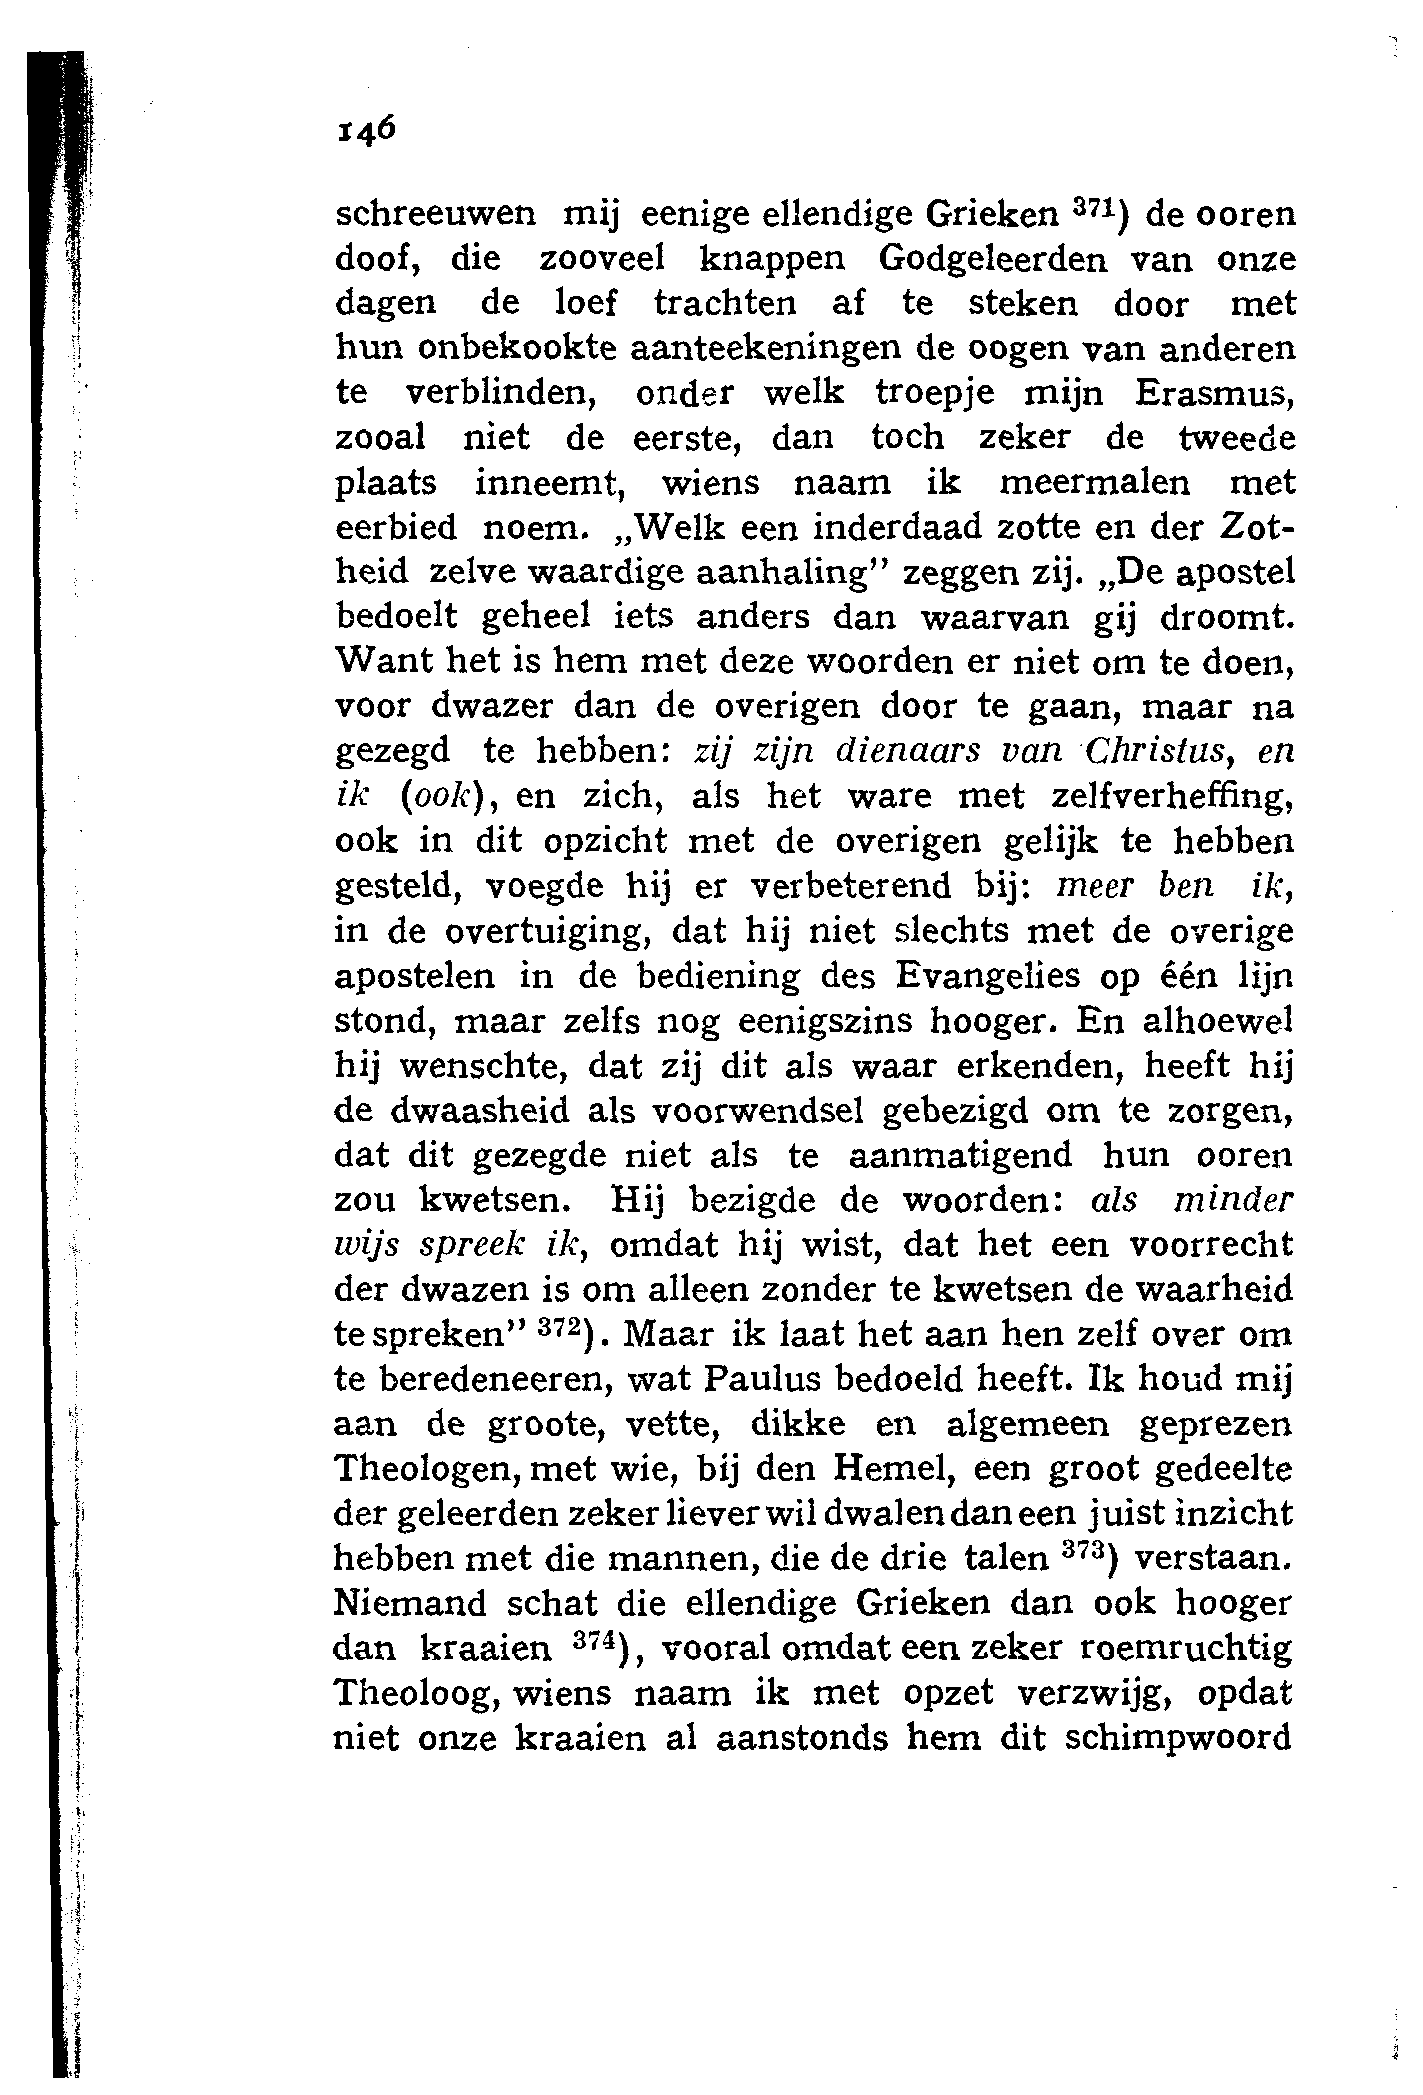 146
schreeuwen mij eenige ellendige Grieken ³⁷¹) de ooren
doof, die zooveel knappen Godgeleerden van onze
dagen de loef trachten af te steken door met
hun onbekookte aanteekeningen de oogen van anderen
te verblinden, onder welk troepje mijn Erasmus,
zooal niet de eerste, dan toch zeker de tweede
plaats inneemt, wiens naam ik meermalen met
eerbied noem. „Welk een inderdaad zotte en der Zot-
heid zelve waardige aanhaling” zeggen zij. „De apostel
bedoelt geheel iets anders dan waarvan gij droomt.
Want het is hem met deze woorden er niet om te doen,
voor dwazer dan de overigen door te gaan, maar na
gezegd te hebben: zij zijn dienaars van Christus, en
ik (ook), en zich, als het ware met zelfverheffing,
ook in dit opzicht met de overigen gelijk te hebben
gesteld, voegde hij er verbeterend bij: meer ben ik,
in de overtuiging, dat hij niet slechts met de overige
apostelen in de bediening des Evangelies op één lijn
stond, maar zelfs nog eenigszins hooger. En alhoewel
hij wenschte, dat zij dit als waar erkenden, heeft hij
de dwaasheid als voorwendsel gebezigd om te zorgen,
dat dit gezegde niet als te aanmatigend hun ooren
zou kwetsen. Hij bezigde de woorden: als minder
wijs spreek ik, omdat hij wist, dat het een voorrecht
der dwazen is om alleen zonder te kwetsen de waarheid
te spreken” ³⁷²). Maar ik laat het aan hen zelf over om
te beredeneeren, wat Paulus bedoeld heeft. Ik houd mij
aan de groote, vette, dikke en algemeen geprezen
Theologen, met wie, bij den Hemel, een groot gedeelte
der geleerden zeker liever wil dwalen dan een juist inzicht
hebben met die mannen, die de drie talen ³⁷³) verstaan.
Niemand schat die ellendige Grieken dan ook hooger
dan kraaien ³⁷⁴), vooral omdat een zeker roemruchtig
Theoloog, wiens naam ik met opzet verzwijg, opdat
niet onze kraaien al aanstonds hem dit schimpwoord